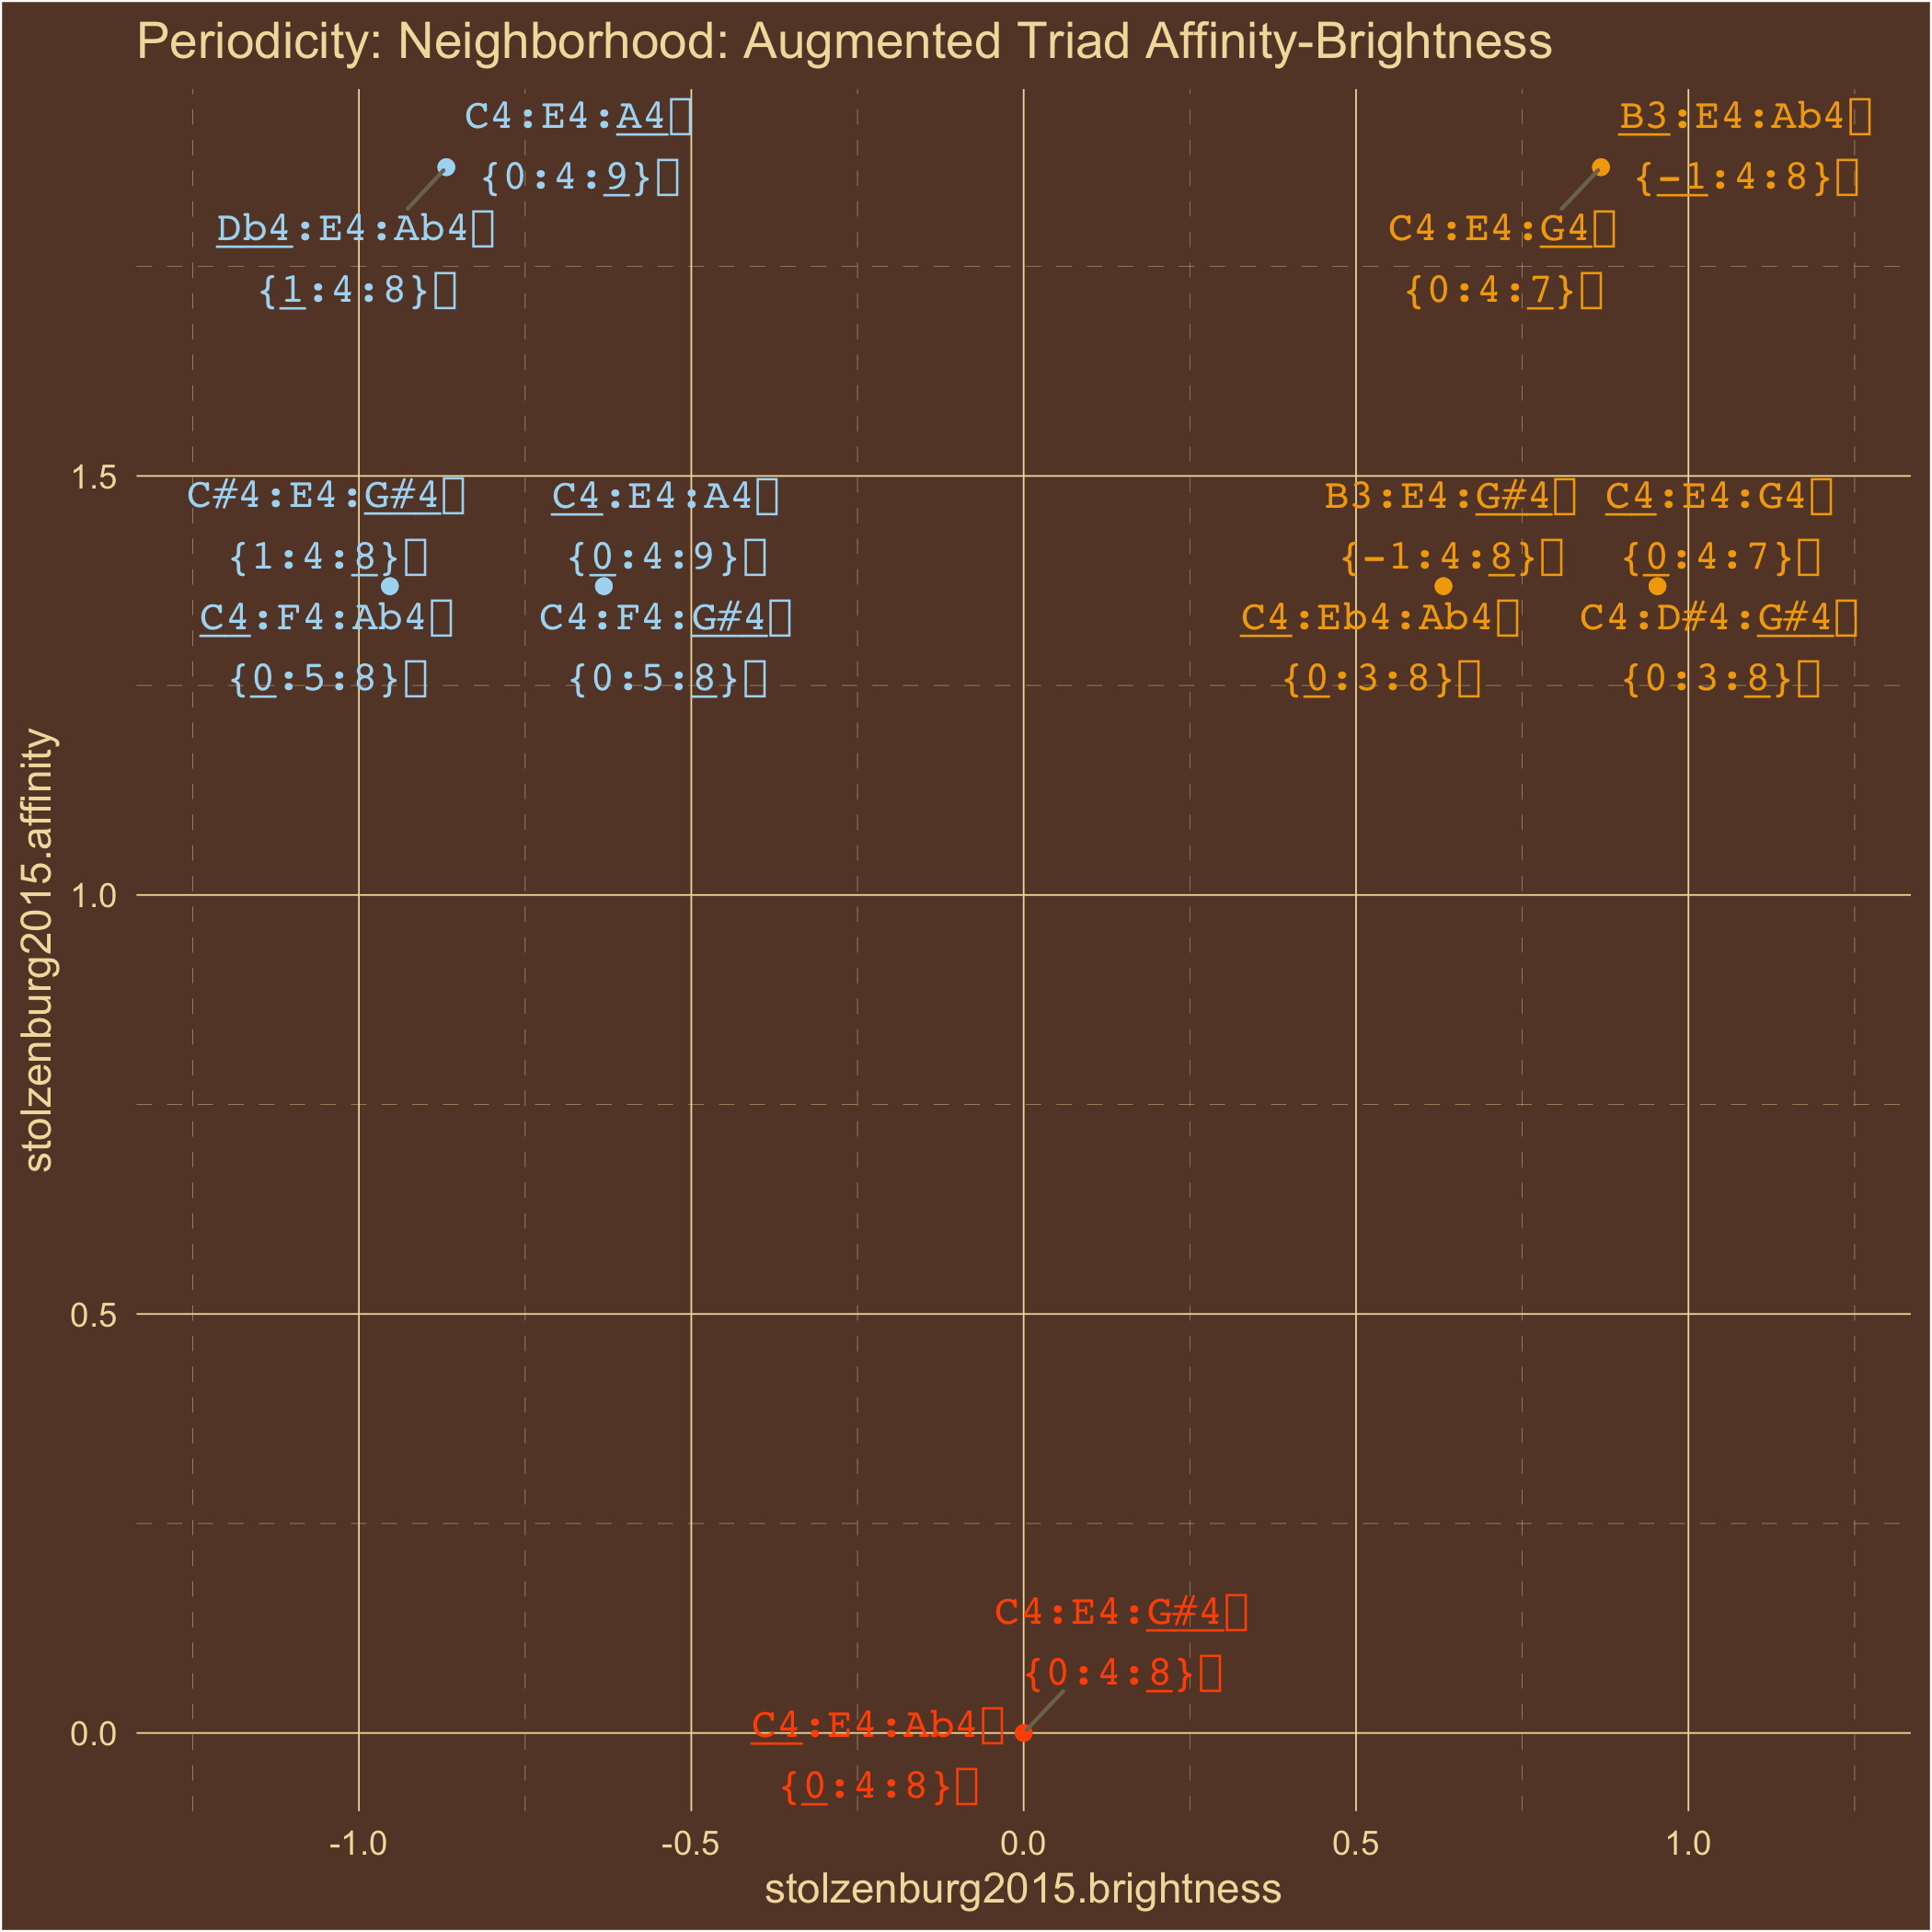 Periodicity: Neighborhood: Augmented Triad Affinity-Brightness
C4:E4:A4▯
{0:4:9}▯
B3:E4:Ab4▯
{-1:4:8}▯
Db4:E4:Ab4▯
{1:4:8}▯
C4:E4:G4▯
{0:4:7}▯
1.5
C#4:E4:G#4▯
{1:4:8}▯
C4:E4:A4▯
{0:4:9}▯
B3:E4:G#4▯
{-1:4:8}▯
C4:E4:G4▯
{0:4:7}▯
C4:F4:Ab4▯
{0:5:8}▯
C4:F4:G#4▯
{0:5:8}▯
C4:Eb4:Ab4▯
{0:3:8}▯
C4:D#4:G#4▯
{0:3:8}▯
stolzenburg2015.affinity
1.0
0.5
C4:E4:G#4▯
{0:4:8}▯
0.0
C4:E4:Ab4▯
{0:4:8}▯
-1.0
-0.5
0.0
0.5
1.0
stolzenburg2015.brightness